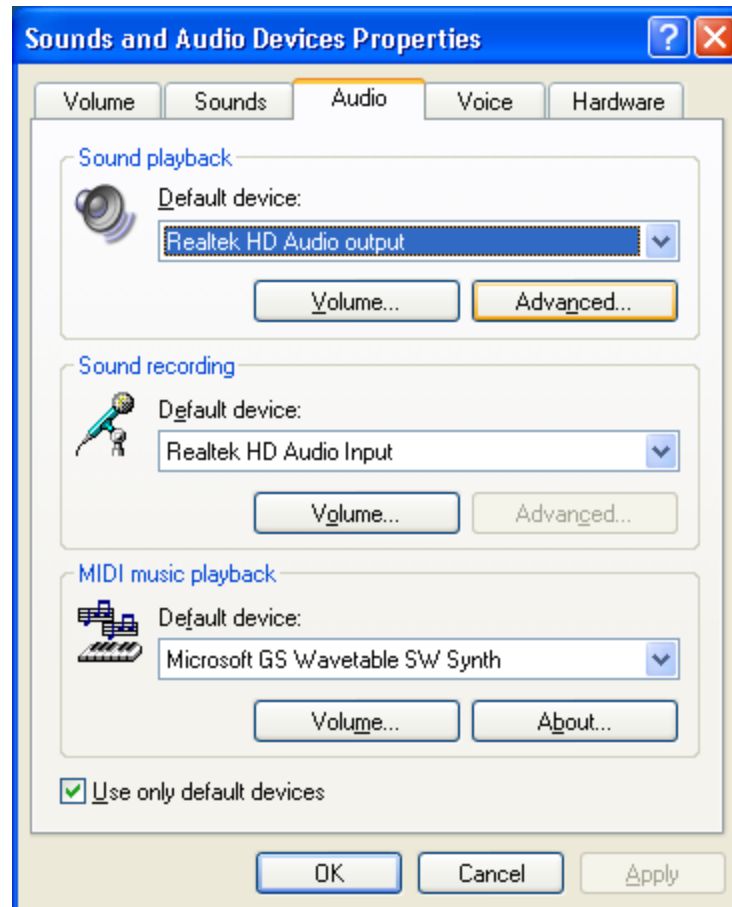 Sounds and Audio Devices Properties
Volume Sounds Audio Voice Hardware
Sound playback
Default device:
Realtek HD Audio output
Volume... Advanced...
Sound recording
Default device:
Realtek HD Audio Input
Volume... Advanced...
MIDI music playback
Default device:
Microsoft GS Wavetable SW Synth
Volume... About...
Use only default devices
OK Cancel Apply